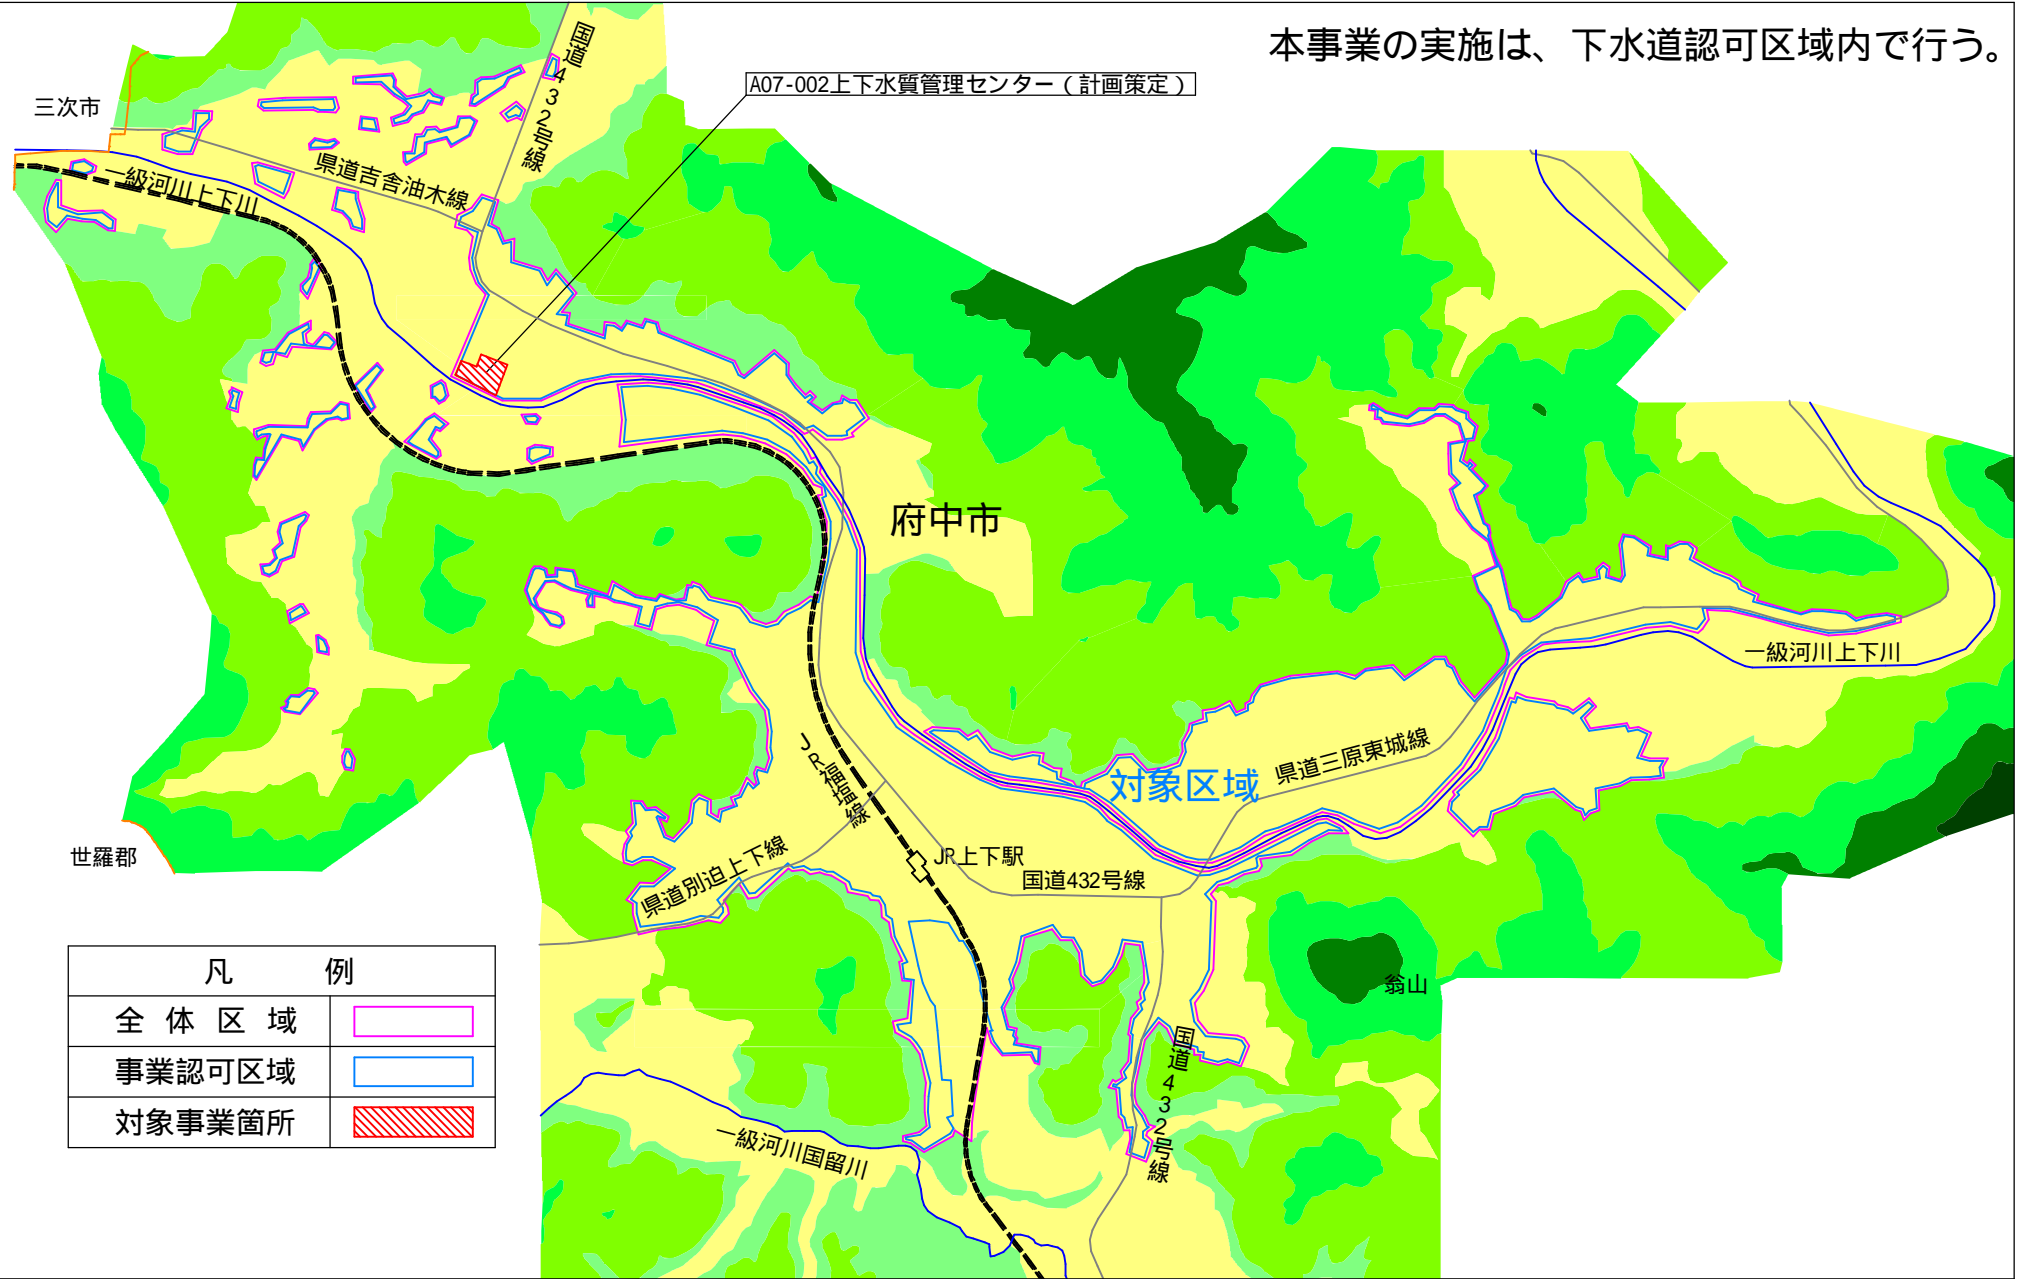 本事業の実施は、下水道認可区域内で行う。
A07-002上下水質管理センター（計画策定）
国道432号線
三次市
県道吉舎油木線
一級河川上下川
府中市
一級河川上下川
対象区域
県道三原東城線
JR福塩線
県道別迫上下線
JR上下駅
国道432号線
世羅郡
翁山
国道432号線
一級河川国留川
凡　例
全体区域
事業認可区域
対象事業箇所